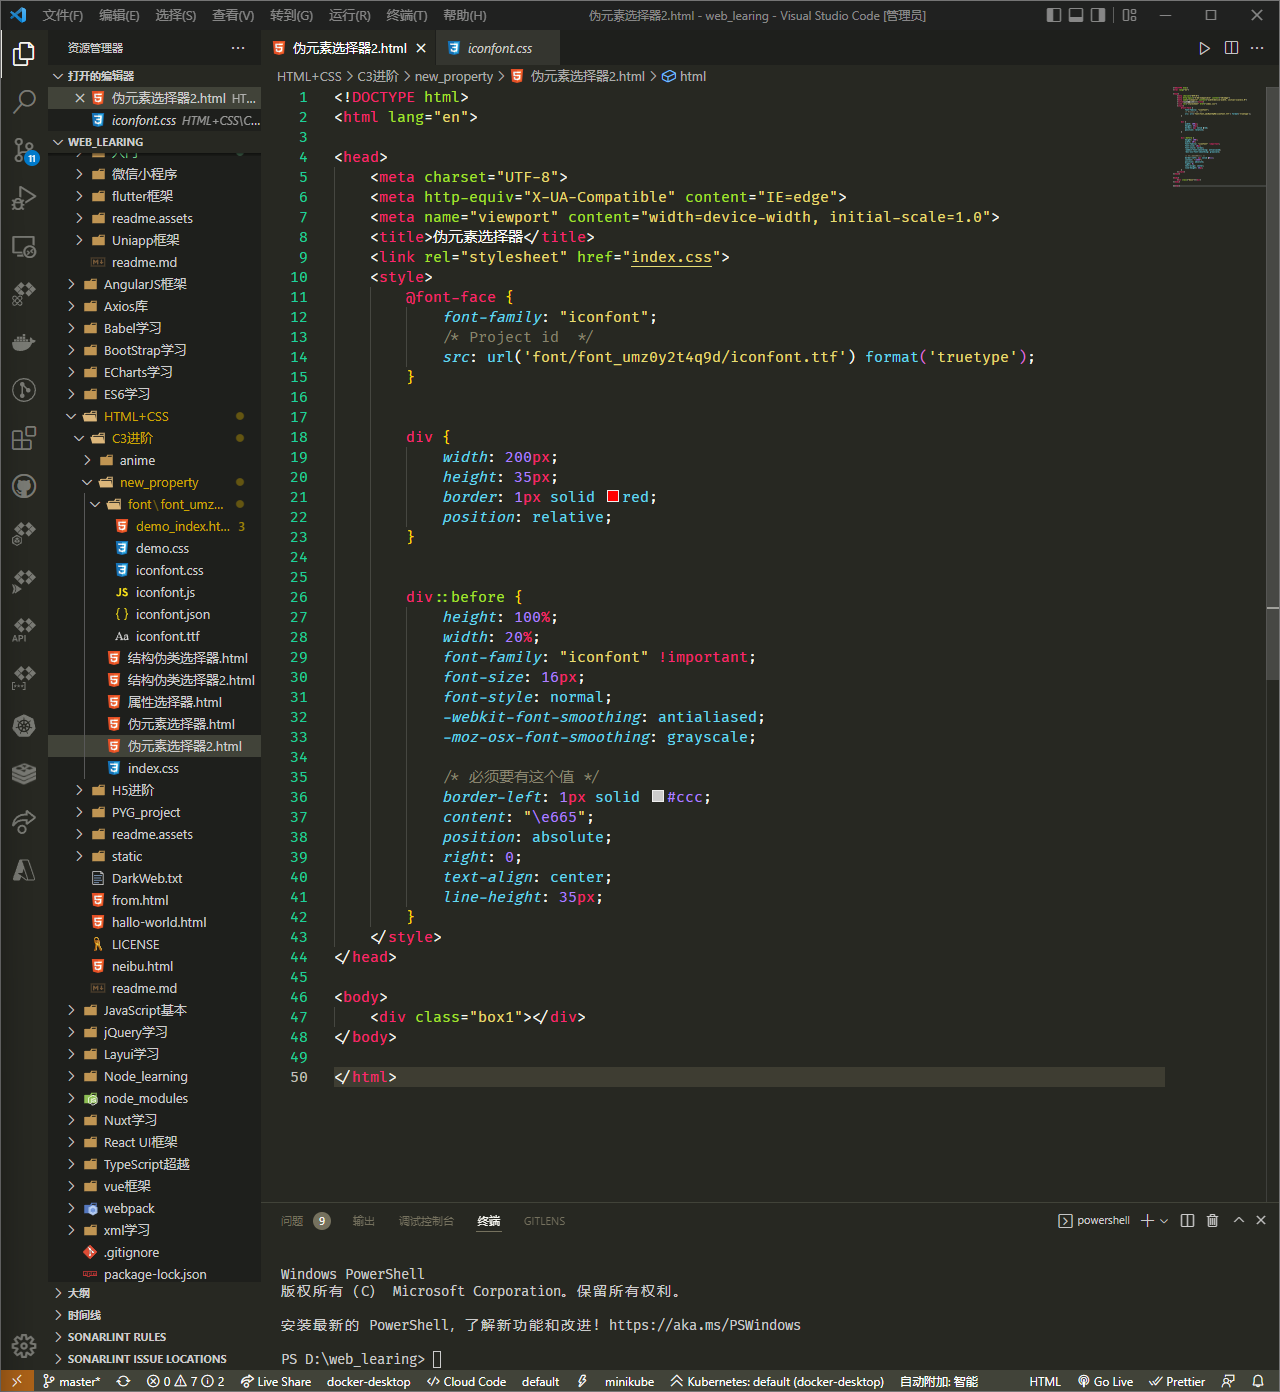 文件(F) 编辑(E) 选择(S) 查看(V) 转到(G) 运行(R) 终端(T) 帮助(H) 伪元素选择器2.html - web_learing - Visual Studio Code [管理员]
资源管理器 ···
伪元素选择器2.html iconfont.css
打开的编辑器
伪元素选择器2.html HT...
iconfont.css HTML+CSS\C...
WEB_LEARING
微信小程序
flutter框架
readme.assets
Uniapp框架
readme.md
AngularJS框架
Axios库
Babel学习
BootStrap学习
ECharts学习
ES6学习
HTML+CSS
C3进阶
anime
new_property
font\font_umz...
demo_index.ht... 3
demo.css
iconfont.css
iconfont.js
iconfont.json
iconfont.ttf
结构伪类选择器.html
结构伪类选择器2.html
属性选择器.html
伪元素选择器.html
伪元素选择器2.html
index.css
H5进阶
PYG_project
readme.assets
static
DarkWeb.txt
from.html
hallo-world.html
LICENSE
neibu.html
readme.md
JavaScript基本
jQuery学习
Layui学习
Node_learning
node_modules
Nuxt学习
React UI框架
TypeScript超越
vue框架
webpack
xml学习
.gitignore
package-lock.json
大纲
时间线
SONARLINT RULES
SONARLINT ISSUE LOCATIONS
11
API
HTML+CSS > C3进阶 > new_property > 伪元素选择器2.html > html
1 <!DOCTYPE html>
2 <html lang="en">
3
4 <head>
5 <meta charset="UTF-8">
6 <meta http-equiv="X-UA-Compatible" content="IE=edge">
7 <meta name="viewport" content="width=device-width, initial-scale=1.0">
8 <title>伪元素选择器</title>
9 <link rel="stylesheet" href="index.css">
10 <style>
11 @font-face {
12 font-family: "iconfont";
13 /* Project id  */
14 src: url('font/font_umz0y2t4q9d/iconfont.ttf') format('truetype');
15 }
16
17
18 div {
19 width: 200px;
20 height: 35px;
21 border: 1px solid red;
22 position: relative;
23 }
24
25
26 div::before {
27 height: 100%;
28 width: 20%;
29 font-family: "iconfont" !important;
30 font-size: 16px;
31 font-style: normal;
32 -webkit-font-smoothing: antialiased;
33 -moz-osx-font-smoothing: grayscale;
34
35 /* 必须要有这个值 */
36 border-left: 1px solid #ccc;
37 content: "\e665";
38 position: absolute;
39 right: 0;
40 text-align: center;
41 line-height: 35px;
42 }
43 </style>
44 </head>
45
46 <body>
47 <div class="box1"></div>
48 </body>
49
50 </html>
问题 9 输出 调试控制台 终端 GITLENS powershell
Windows PowerShell
版权所有 (C)  Microsoft Corporation。保留所有权利。
安装最新的 PowerShell，了解新功能和改进！https://aka.ms/PSWindows
PS D:\web_learing>
master* 0 7 2 Live Share docker-desktop Cloud Code default minikube Kubernetes: default (docker-desktop) 自动附加: 智能 HTML Go Live Prettier